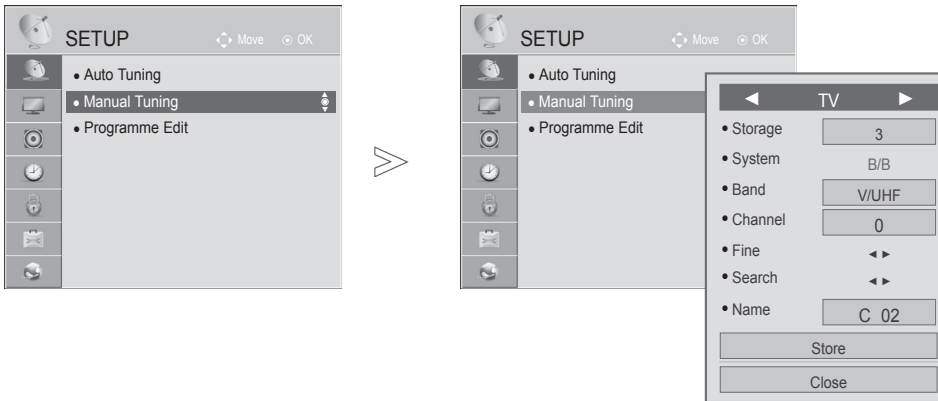 SETUP
Move
OK
• Auto Tuning
• Manual Tuning
• Programme Edit
SETUP
Move
OK
• Auto Tuning
• Manual Tuning
• Programme Edit
◄ TV ►
• Storage 3
• System B/B
• Band V/UHF
• Channel 0
• Fine ◄ ►
• Search ◄ ►
• Name C 02
Store
Close